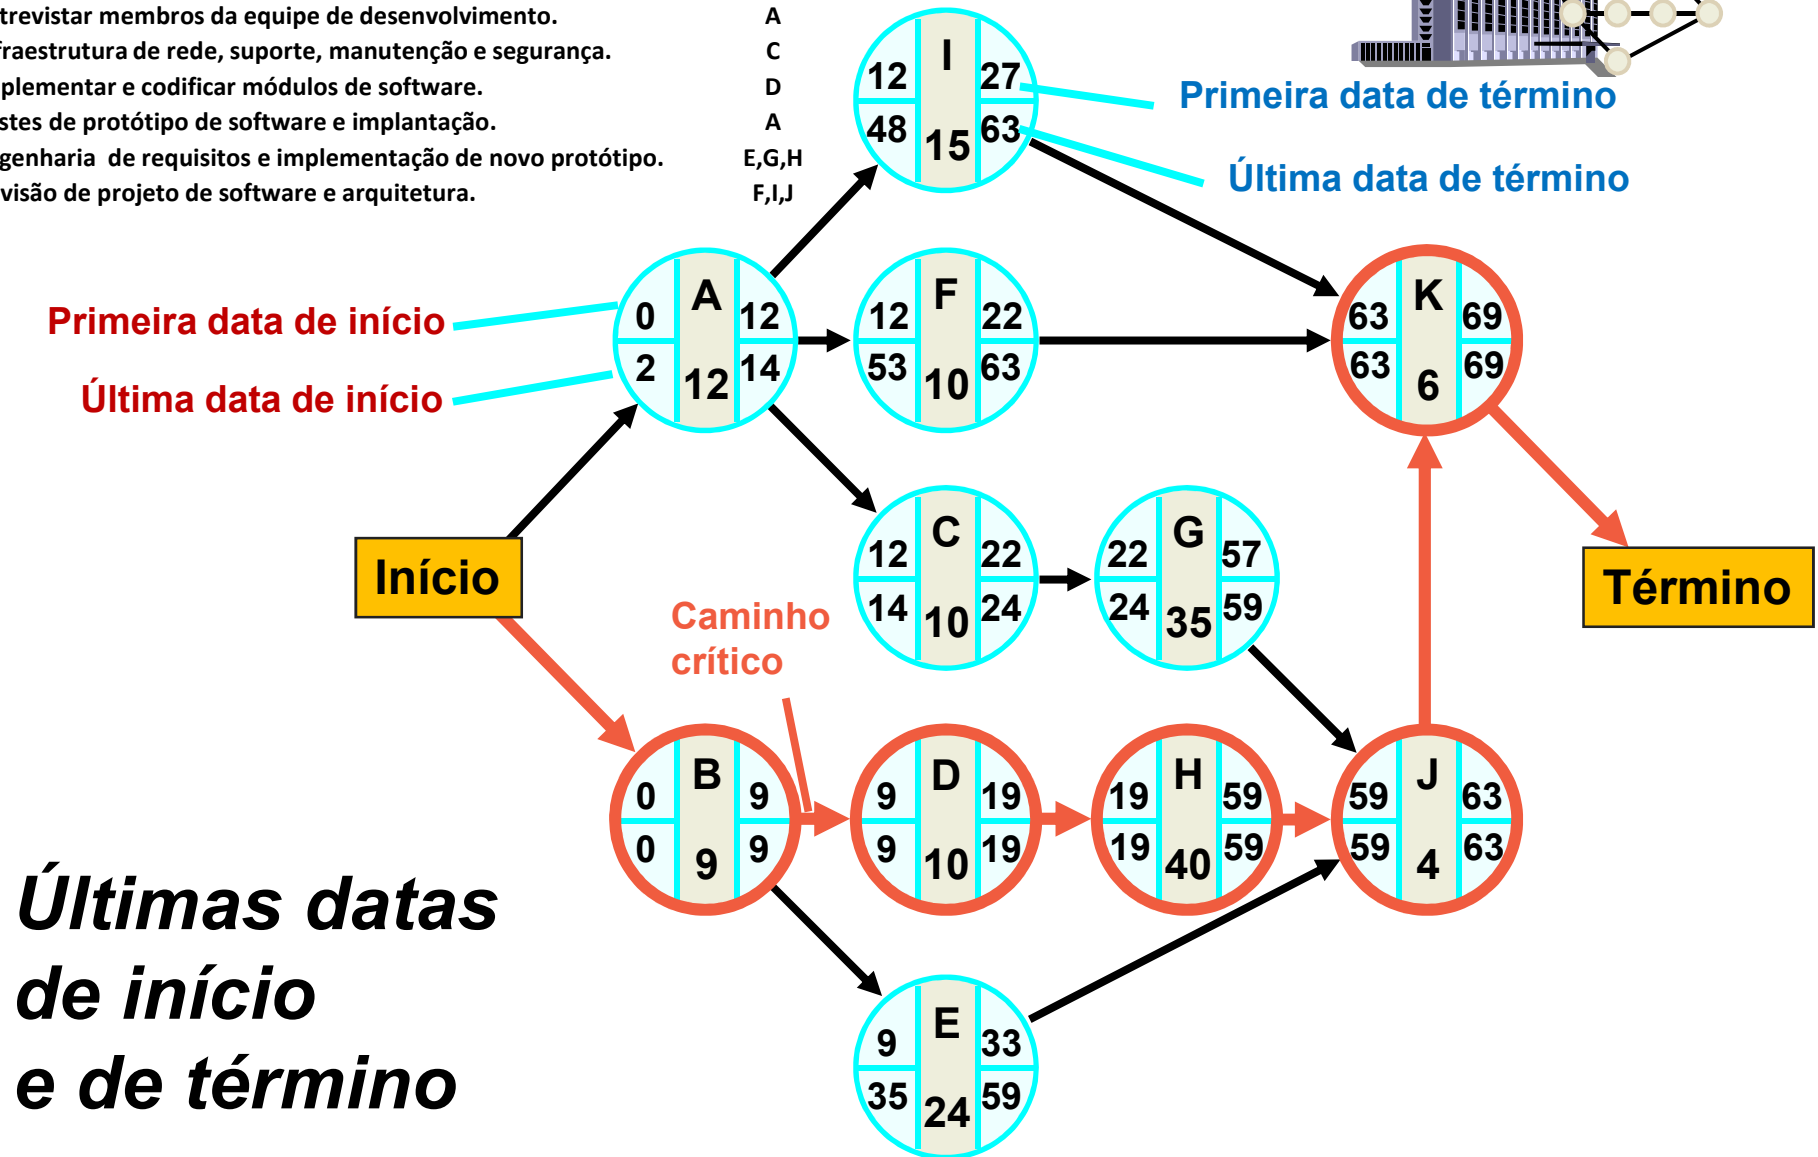 trevistar membros da equipe de desenvolvimento. A
fraestrutura de rede, suporte, manutenção e segurança. C
plementar e codificar módulos de software. D
stes de protótipo de software e implantação. A
genharia de requisitos e implementação de novo protótipo. E,G,H
visão de projeto de software e arquitetura. F,I,J
I
12 27
48 15 63
Primeira data de término
Última data de término
Primeira data de início
Última data de início
A
0 12
2 12 14
F
12 22
53 10 63
K
63 69
63 6 69
Início
C
12 22
14 10 24
G
22 57
24 35 59
Término
Caminho
crítico
B
0 9
0 9 9
D
9 19
9 10 19
H
19 59
19 40 59
J
59 63
59 4 63
E
9 33
35 24 59
Últimas datas
de início
e de término